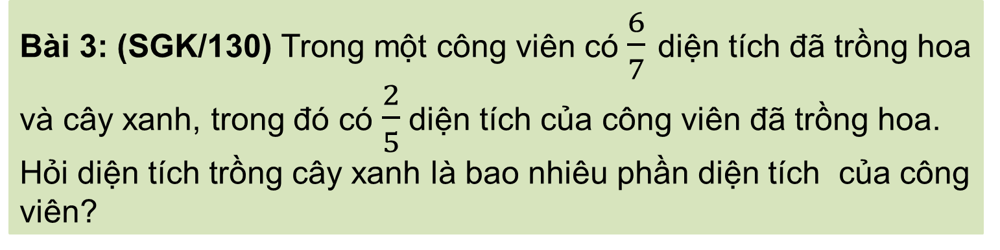 Bài 3: (SGK/130) Trong một công viên có 6/7 diện tích đã trồng hoa
và cây xanh, trong đó có 2/5 diện tích của công viên đã trồng hoa.
Hỏi diện tích trồng cây xanh là bao nhiêu phần diện tích của công
viên?